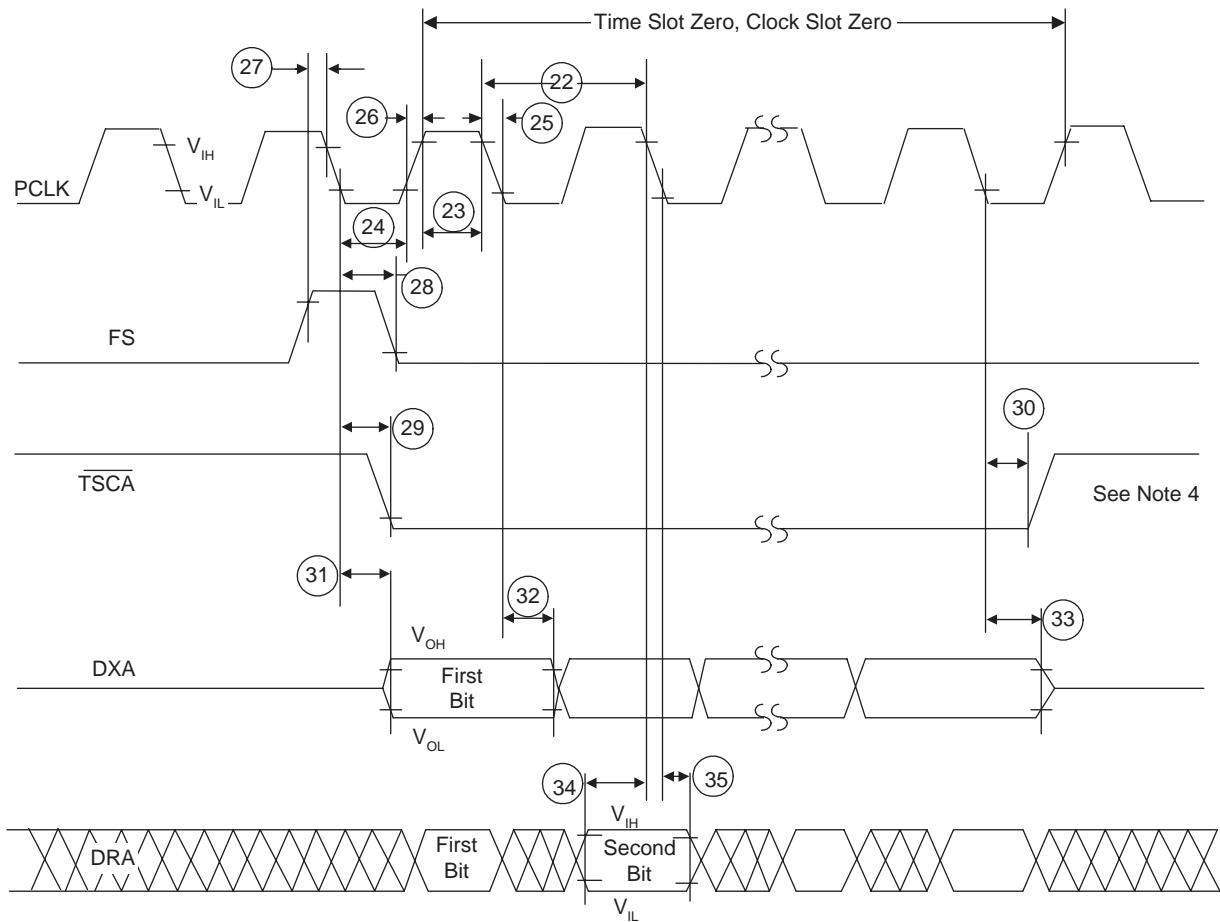 Time Slot Zero, Clock Slot Zero
27
22
26
25
VIH
PCLK
VIL
23
24
28
FS
30
29
TSCA
See Note 4
31
32
33
VOH
DXA
First
Bit
VOL
34
35
VIH
DRA
First
Bit
Second
Bit
VIL